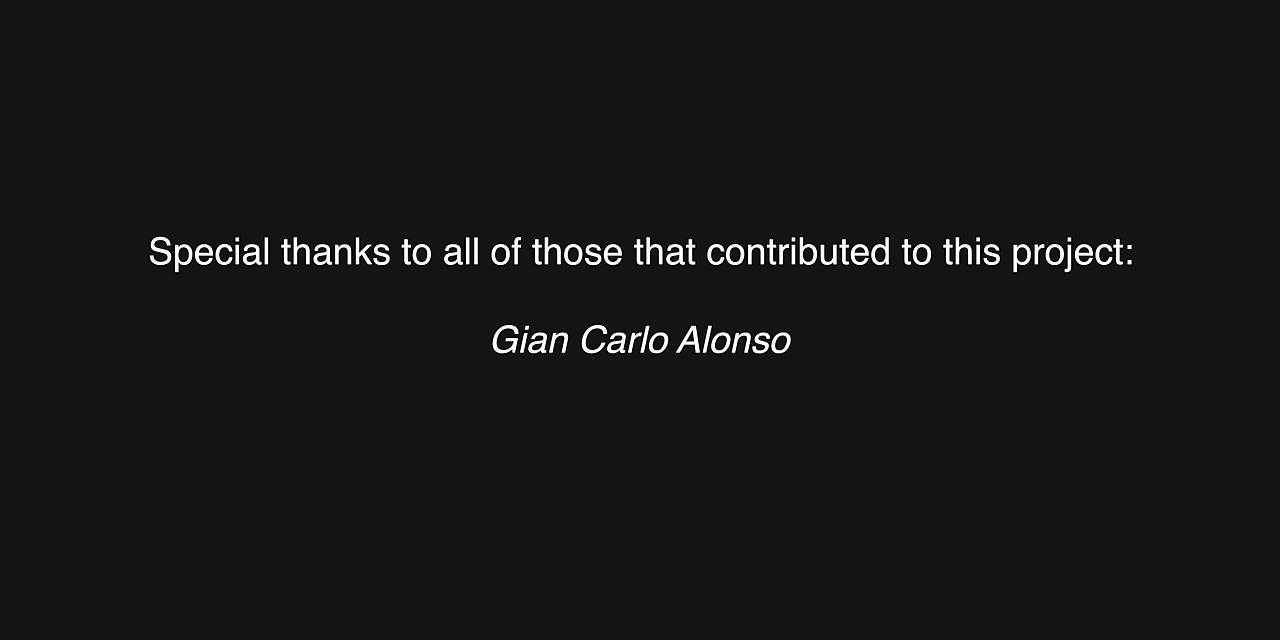 Special thanks to all of those that contributed to this project:
Gian Carlo Alonso